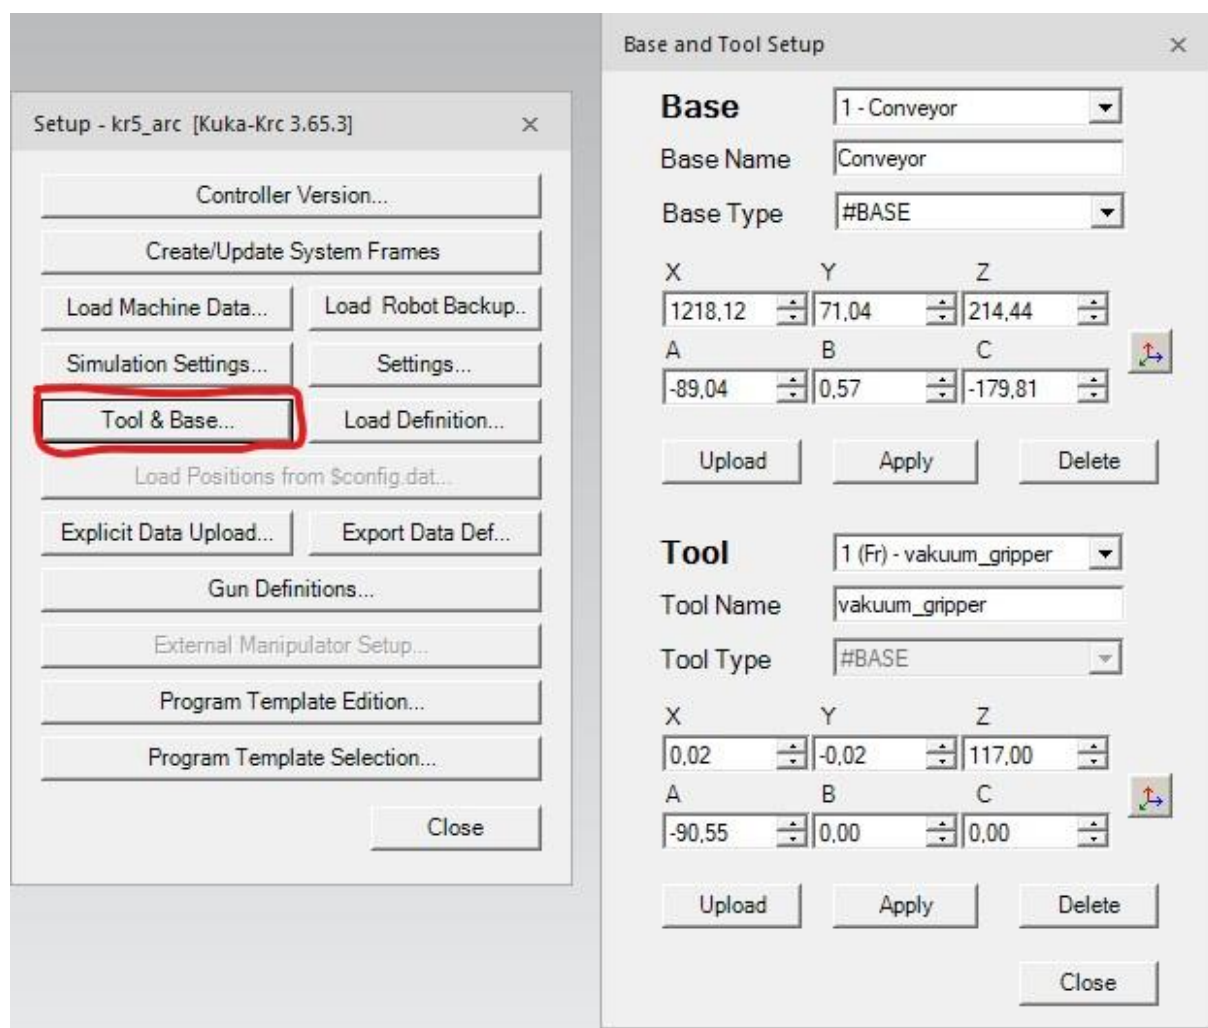 Setup - kr5_arc [Kuka-Krc 3.65.3]
Controller Version...
Create/Update System Frames
Load Machine Data... Load Robot Backup..
Simulation Settings... Settings...
Tool & Base... Load Definition...
Load Positions from $config.dat...
Explicit Data Upload... Export Data Def...
Gun Definitions...
External Manipulator Setup...
Program Template Edition...
Program Template Selection...
Close
Base and Tool Setup
Base 1 - Conveyor
Base Name Conveyor
Base Type #BASE
X Y Z
1218,12 71,04 214,44
A B C
-89,04 0,57 -179,81
Upload Apply Delete
Tool 1 (Fr) - vakuum_gripper
Tool Name vakuum_gripper
Tool Type #BASE
X Y Z
0,02 -0,02 117,00
A B C
-90,55 0,00 0,00
Upload Apply Delete
Close